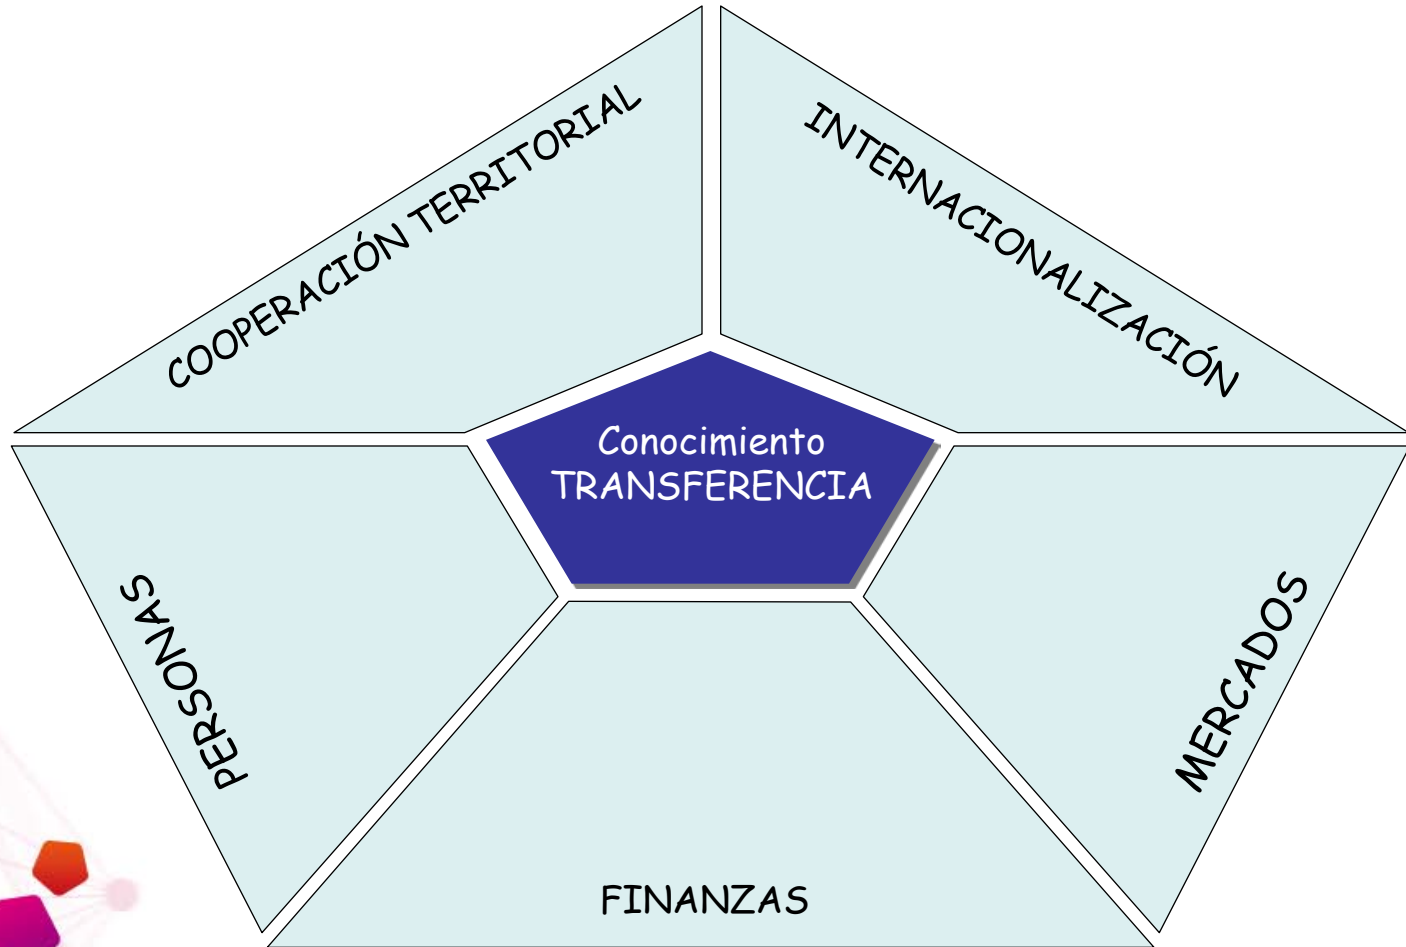 COOPERACIÓN TERRITORIAL
INTERNACIONALIZACIÓN
Conocimiento
TRANSFERENCIA
PERSONAS
MERCADOS
FINANZAS